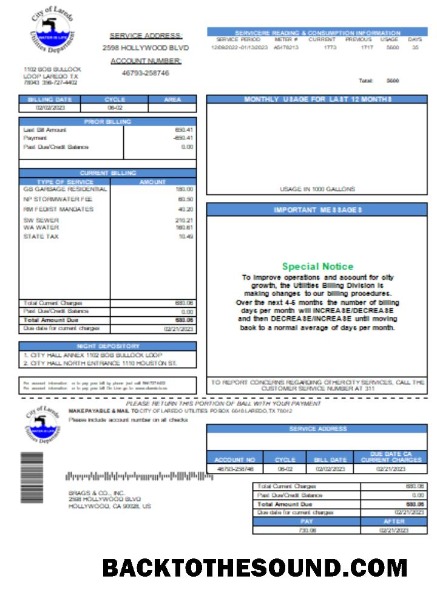 City of Laredo
WATER IS LIFE
Utilities Department
1102 BOB BULLOCK
LOOP LAREDO TX
78043 956-727-4402
SERVICE ADDRESS:
2598 HOLLYWOOD BLVD
ACCOUNT NUMBER:
46793-258746
SERVICERE READING & CONSUMPTION INFORMATION
SERVICE PERIOD METER # CURRENT PREVIOUS USAGE DAYS
12/09/2022-01/13/2023 1773 1717 5600 35
Total: 5600
BILLING DATE CYCLE AREA
02/02/2023 06-02
PRIOR BILLING
Last Bill Amount 650.41
Payment -650.41
Past Due/Credit Balance 0.00
CURRENT BILLING
TYPE OF SERVICE AMOUNT
GB GARBAGE RESIDENTIAL 180.00
NP STORMWATER FEE 60.50
RM FEDIST MANDATES 40.20
SW SEWER 210.21
WA WATER
STATE TAX 10.49
Total Current Charges 680.06
Past Due/Credit Balance 0.00
Total Amount Due 680.06
Due date for current charges 02/21/2023
NIGHT DEPOSITORY
1. CITY HALL ANNEX 1102 BOB BULLOCK LOOP
2. CITY HALL NORTH ENTRANCE 1110 HOUSTON ST.
MONTHLY USAGE FOR LAST 12 MONTHS
USAGE IN 1000 GALLONS
IMPORTANT MESSAGES
Special Notice
To improve operations and account for city
growth, the Utilities Billing Division is
making changes to our billing procedures.
Over the next 4-6 months the number of billing
days per month will INCREASE/DECREASE
and then DECREASE/INCREASE until moving
back to a normal average of days per month.
TO REPORT CONCERNS REGARDING OTHER CITY SERVICES, CALL THE
CUSTOMER SERVICE NUMBER AT 311
PLEASE RETURN THIS PORTION OF BALL WITH YOUR PAYMENT
MAKE PAYABLE & MAIL TO: CITY OF LAREDO UTILITIES PO BOX 6548 LAREDO, TX 78042
Please include account number on all checks
City of Laredo
WATER IS LIFE
Utilities Department
SERVICE ADDRESS
ACCOUNT NO CYCLE BILL DATE DUE DATE CA CURRENT CHARGES
46793-258746 06-02 02/02/2023 02/21/2023
BRAGS & CO., INC.
2598 HOLLYWOOD BLVD
HOLLYWOOD, CA 90028, US
Total Current Charges 680.06
Past Due/Credit Balance 0.00
Total Amount Due 680.06
Due date for current charges 02/21/2023
PAY AFTER
730.06 02/21/2023
BACKTOTHESOUND.COM